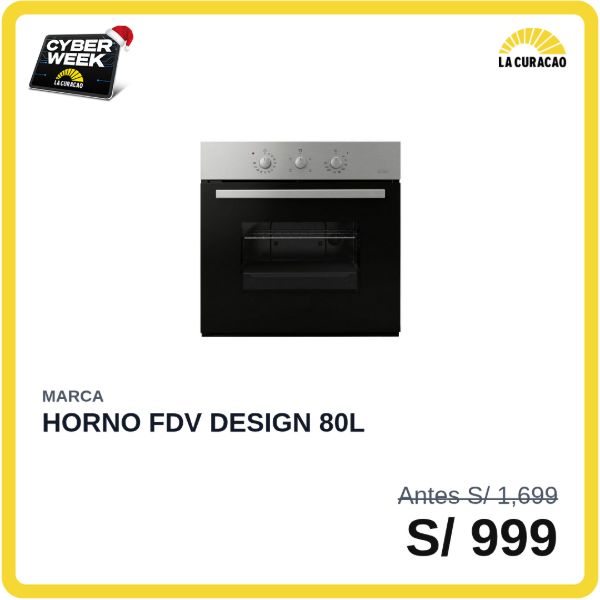 CYBER
WEEK
LA CURACAO
LA CURACAO
MARCA
HORNO FDV DESIGN 80L
Antes S/ 1,699
S/ 999